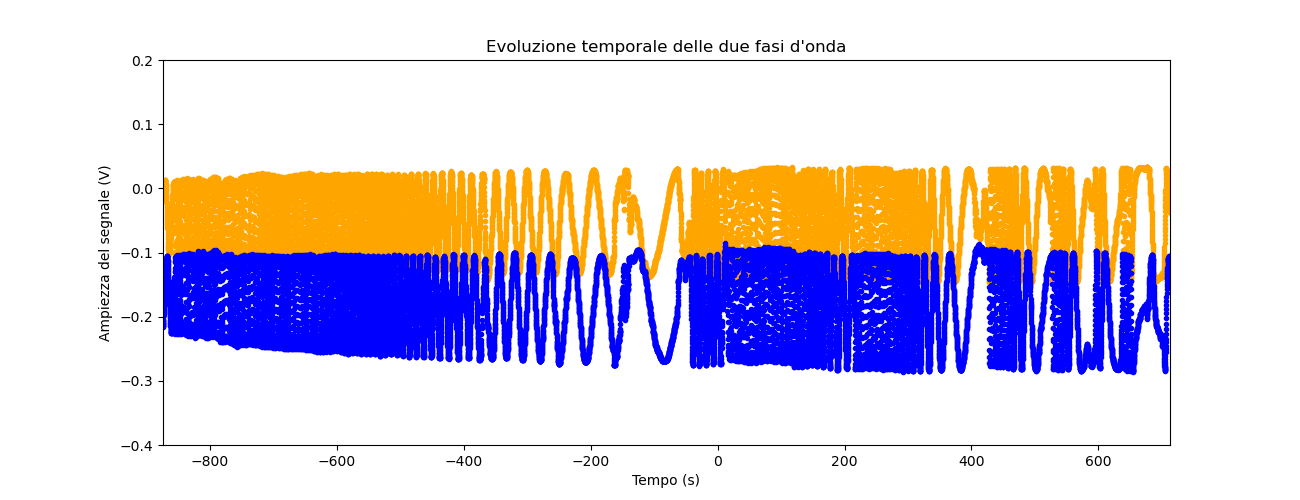 Evoluzione temporale delle due fasi d'onda
Ampiezza del segnale (V)
0.2
0.1
0.0
−0.1
−0.2
−0.3
−0.4
−800 −600 −400 −200 0 200 400 600
Tempo (s)